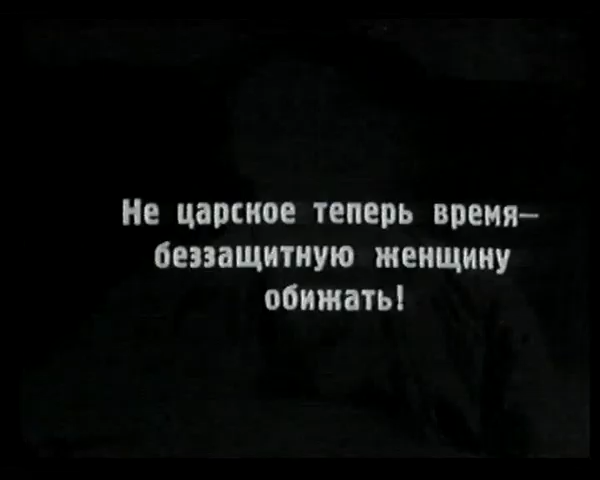 Не царское теперь время—
беззащитную женщину
обижать!